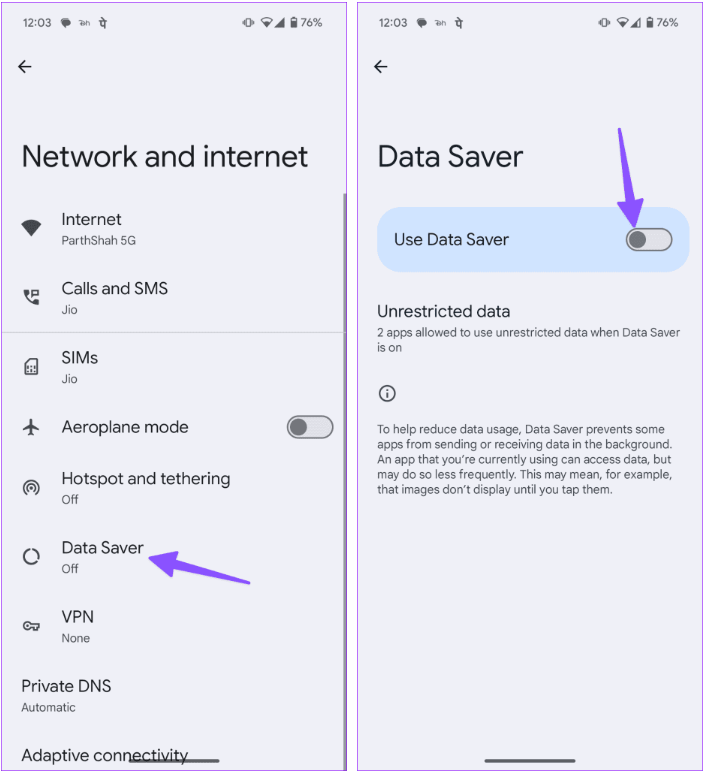 12:03 पे 76%
Network and internet
Internet
ParthShah 5G
Calls and SMS
Jio
SIMs
Jio
Aeroplane mode
Hotspot and tethering
Off
Data Saver
Off
VPN
None
Private DNS
Automatic
Adaptive connectivity
12:03 पे 76%
Data Saver
Use Data Saver
Unrestricted data
2 apps allowed to use unrestricted data when Data Saver
is on
To help reduce data usage, Data Saver prevents some
apps from sending or receiving data in the background.
An app that you're currently using can access data, but
may do so less frequently. This may mean, for example,
that images don't display until you tap them.